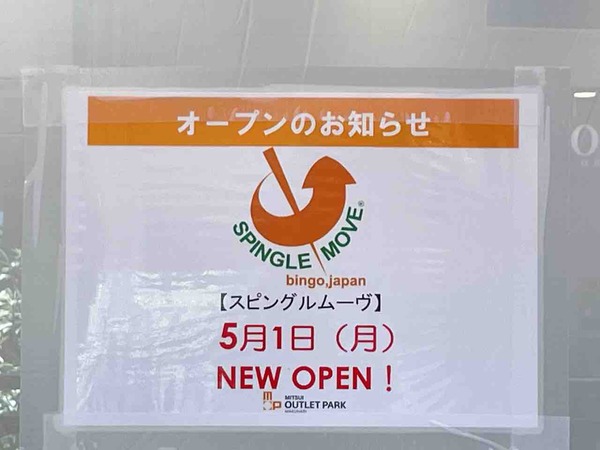 オープンのお知らせ
SPINGLE MOVE®
bingo,japan
【スピングルムーヴ】
5月1日（月）
NEW OPEN！
MITSUI
OUTLET PARK
MAKUHARI
O